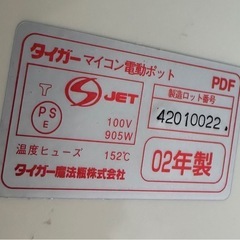 タイガーマイコン電動ポット PDF
製造ロット番号
42010022
T
PS
E
S JET
100V
905W
温度ヒューズ 152℃
02年製
タイガー魔法瓶株式会社